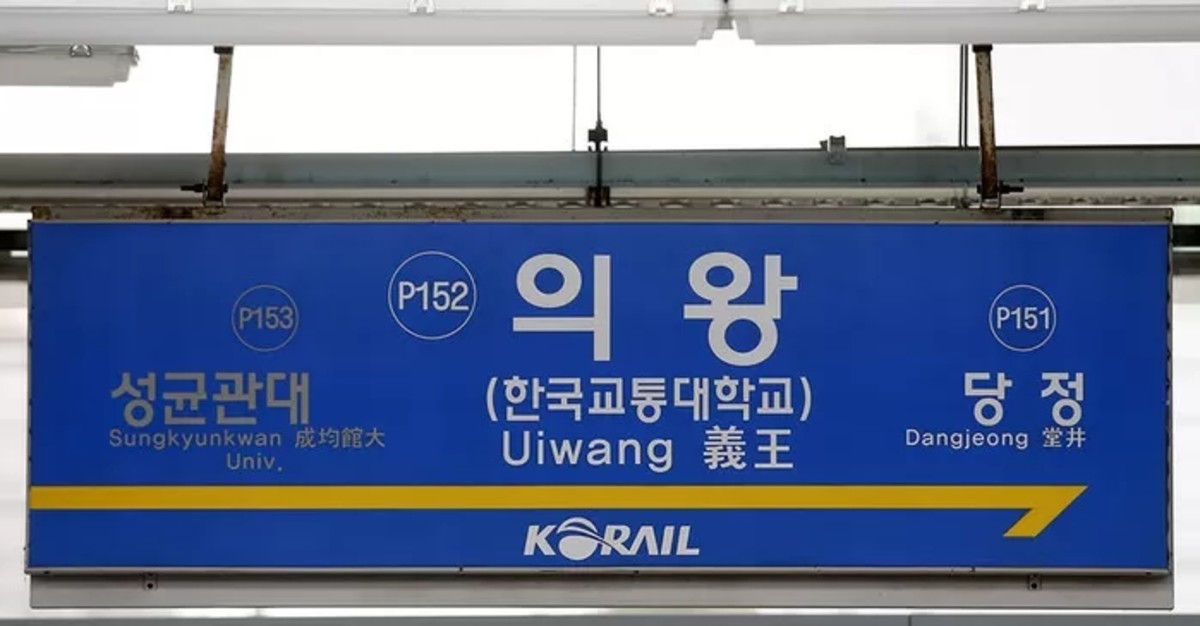 P153
성균관대
Sungkyunkwan 成均館大
Univ.
P152 의왕
(한국교통대학교)
Uiwang 義王
P151
당정
Dangjeong 堂井
KORAIL